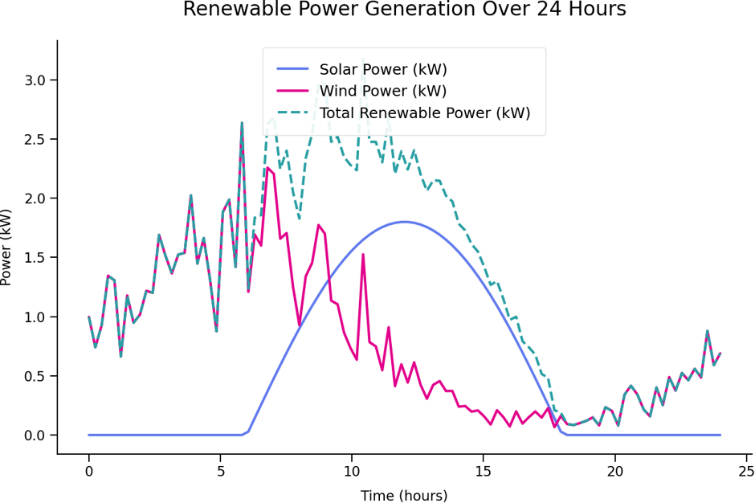 Renewable Power Generation Over 24 Hours
Solar Power (kW)
Wind Power (kW)
Total Renewable Power (kW)
Power (kW)
3.0
2.5
2.0
1.5
1.0
0.5
0.0
0 5 10 15 20 25
Time (hours)